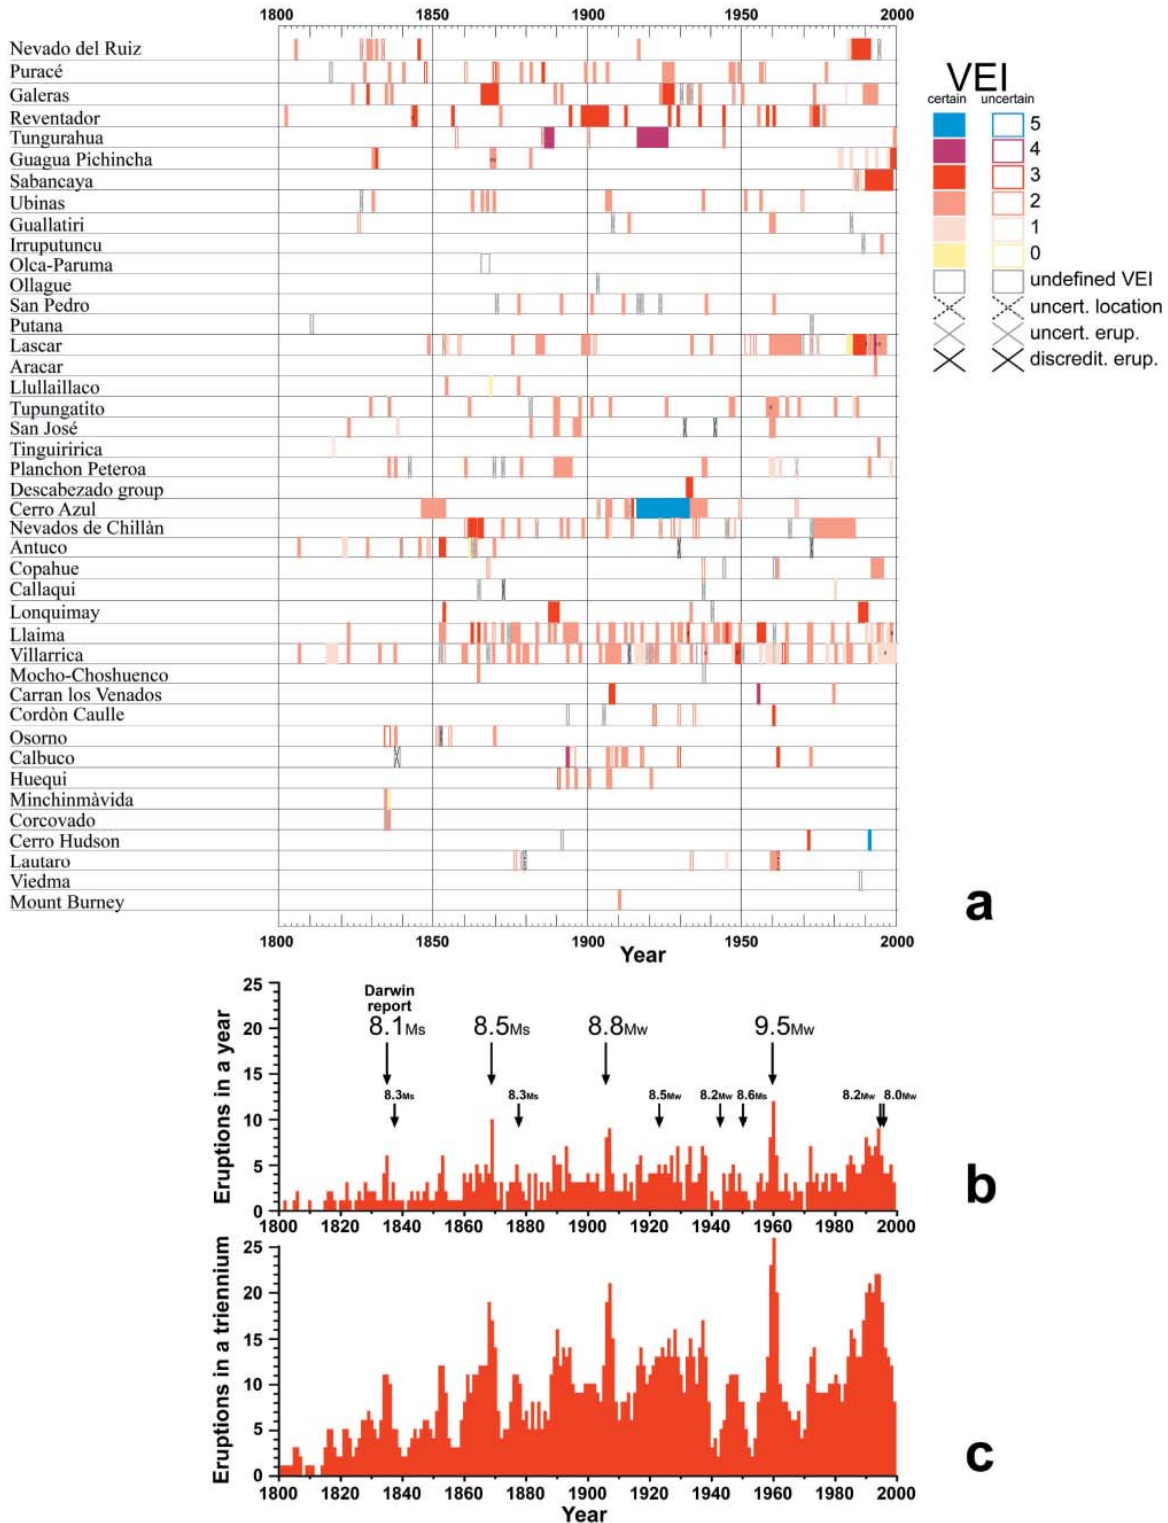 1800 1850 1900 1950 2000
Nevado del Ruiz
Puracé
Galeras
Reventador
Tungurahua
Guagua Pichincha
Sabancaya
Ubinas
Guallatiri
Irruputuncu
Olca-Paruma
Ollague
San Pedro
Putana
Lascar
Aracar
Llullaillaco
Tupungatito
San José
Tinguiririca
Planchon Peteroa
Descabezado group
Cerro Azul
Nevados de Chillàn
Antuco
Copahue
Callaqui
Lonquimay
Llaima
Villarrica
Mocho-Choshuenco
Carran los Venados
Cordòn Caulle
Osorno
Calbuco
Huequi
Minchinmàvida
Corcovado
Cerro Hudson
Lautaro
Viedma
Mount Burney
1800 1850 1900 1950 2000
Year
VEI
certain uncertain
5
4
3
2
1
0
undefined VEI
uncert. location
uncert. erup.
discredit. erup.
a
Eruptions in a year
25
20
15
10
5
0
Darwin
report
8.1Ms 8.5Ms 8.8Mw 9.5Mw
8.3Ms 8.3Ms 8.5Mw 8.2Mw 8.6Ms 8.2Mw 8.0Mw
1800 1820 1840 1860 1880 1900 1920 1940 1960 1980 2000
b
Eruptions in a triennium
25
20
15
10
5
0
1800 1820 1840 1860 1880 1900 1920 1940 1960 1980 2000
Year
c